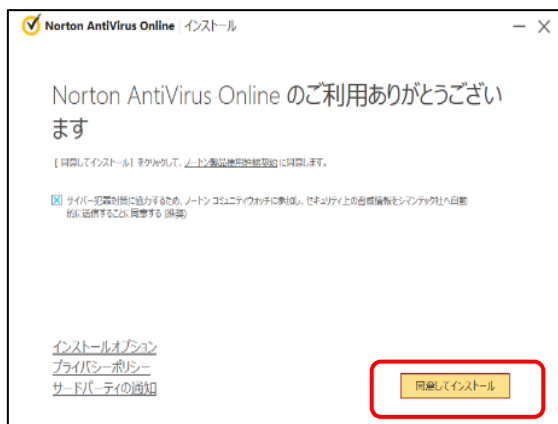 Norton AntiVirus Online インストール
Norton AntiVirus Online のご利用ありがとうござい
ます
[ 同意してインストール] をクリックして、ノートン製品使用許諾契約 に同意します。
サイバー犯罪対策に協力するため、ノートン コミュニティウォッチに参加し、セキュリティ上の脅威情報をシマンテック社へ自動
的に送信することに同意する (推奨)
インストールオプション
プライバシーポリシー
サードパーティの通知
同意してインストール